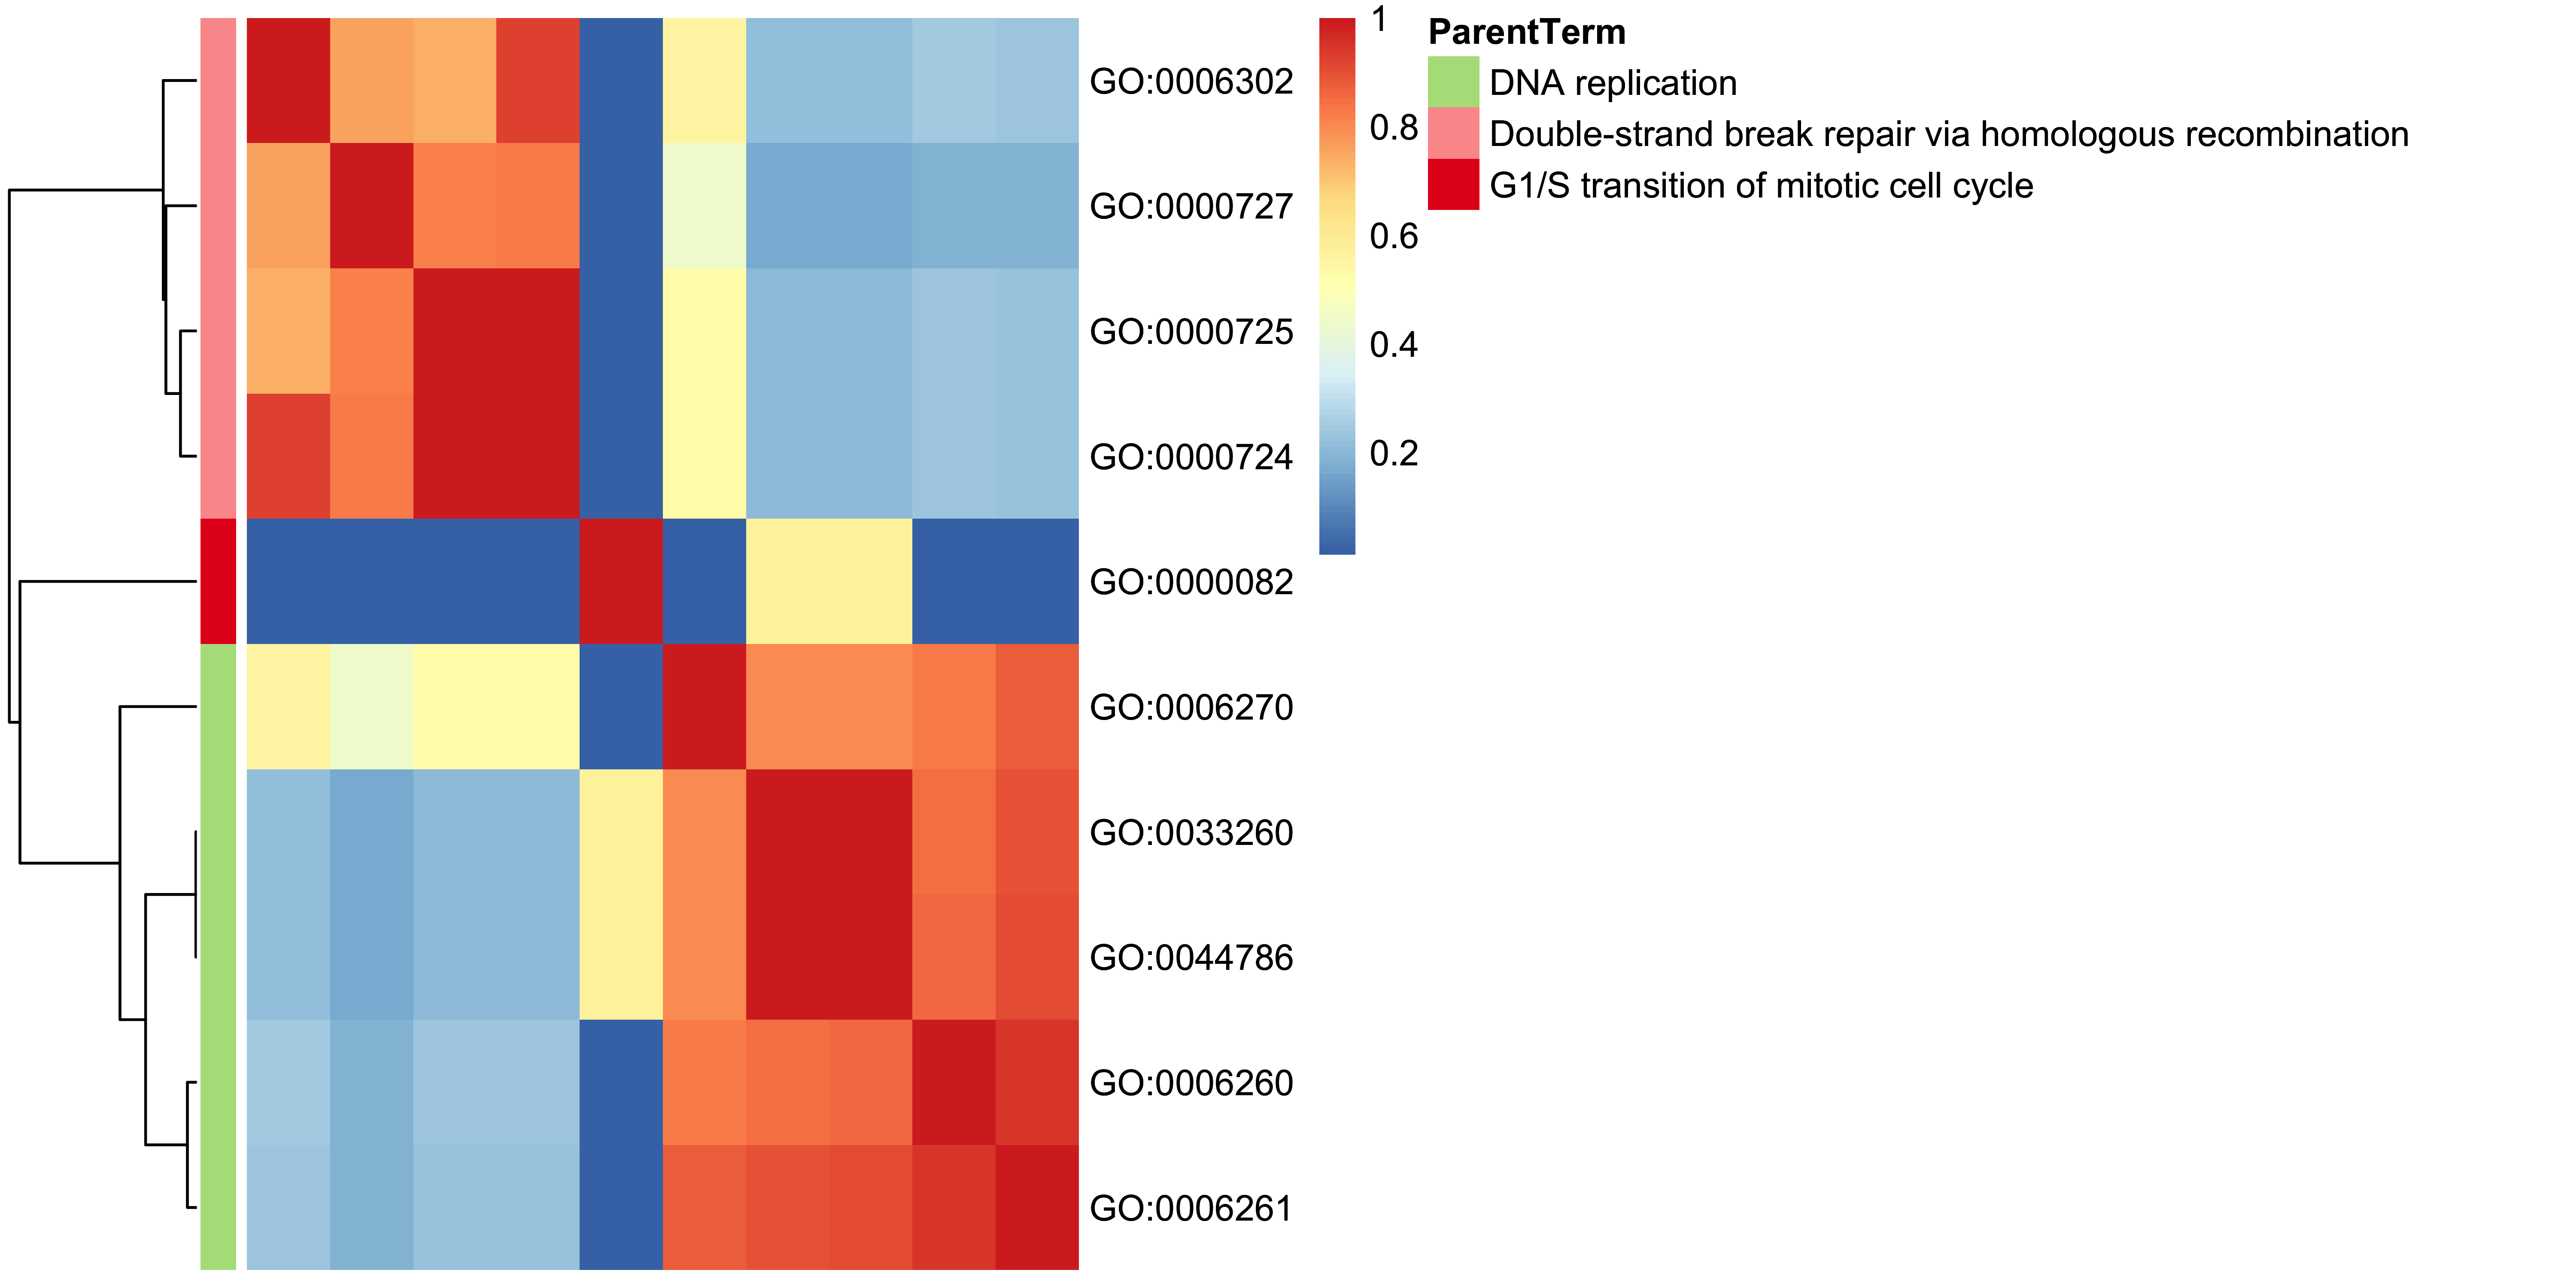 GO:0006302
GO:0000727
GO:0000725
GO:0000724
GO:0000082
GO:0006270
GO:0033260
GO:0044786
GO:0006260
GO:0006261
1
0.8
0.6
0.4
0.2
ParentTerm
DNA replication
Double-strand break repair via homologous recombination
G1/S transition of mitotic cell cycle